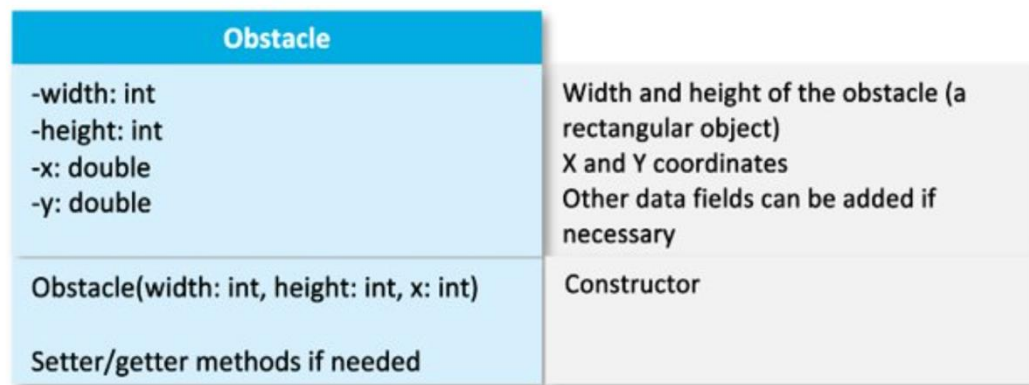 Obstacle
-width: int
-height: int
-x: double
-y: double
Width and height of the obstacle (a
rectangular object)
X and Y coordinates
Other data fields can be added if
necessary
Obstacle(width: int, height: int, x: int)
Setter/getter methods if needed
Constructor